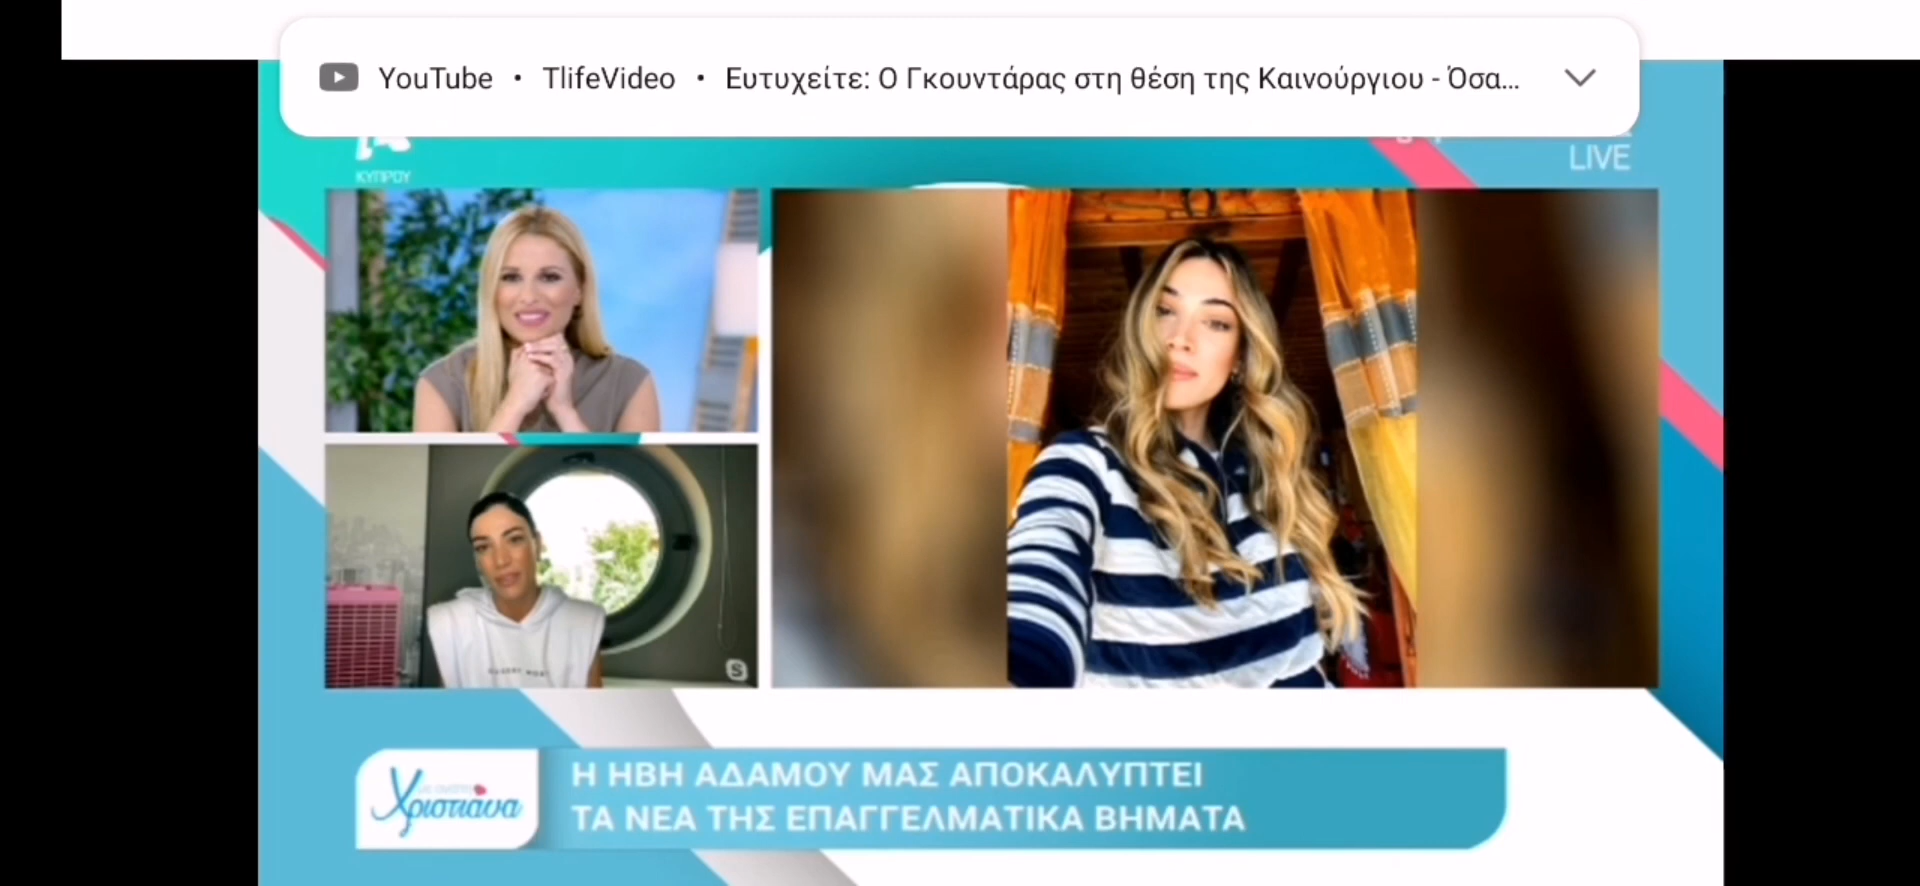 YouTube • TlifeVideo • Ευτυχείτε: Ο Γκουντάρας στη θέση της Καινούργιου - Όσα...
LIVE
ΚΥΠΡΟΥ
Η ΗΒΗ ΑΔΑΜΟΥ ΜΑΣ ΑΠΟΚΑΛΥΠΤΕΙ
Χριστιάνα
ΤΑ ΝΕΑ ΤΗΣ ΕΠΑΓΓΕΛΜΑΤΙΚΑ ΒΗΜΑΤΑ